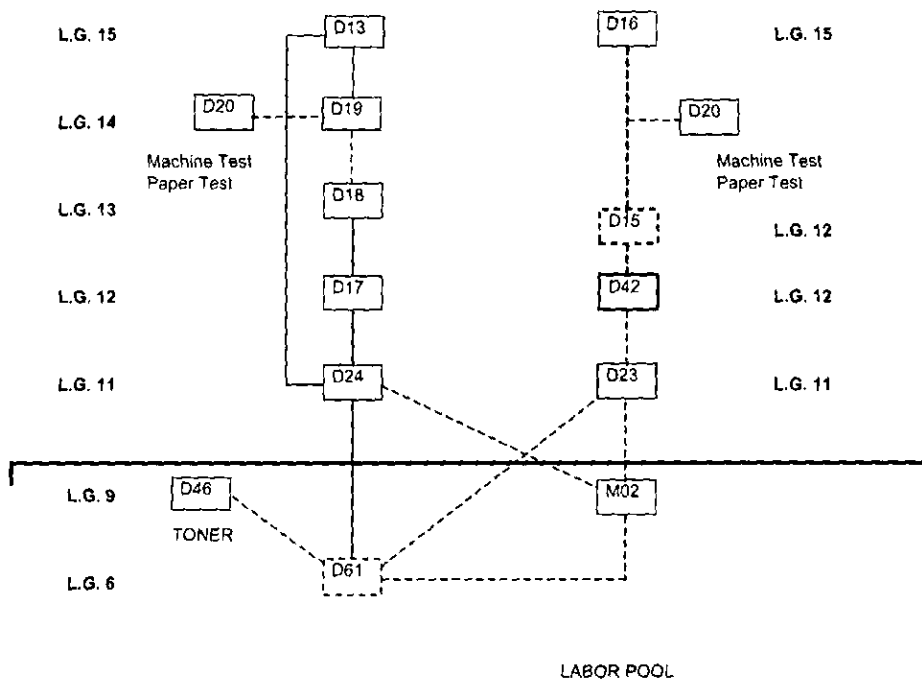 L.G. 15 D13 D16 L.G. 15
L.G. 14 D20 D19 D20
Machine Test Machine Test
Paper Test Paper Test
L.G. 13 D18
D15 L.G. 12
L.G. 12 D17 D42 L.G. 12
L.G. 11 D24 D23 L.G. 11
L.G. 9 D46 M02
TONER
L.G. 6 D61
LABOR POOL